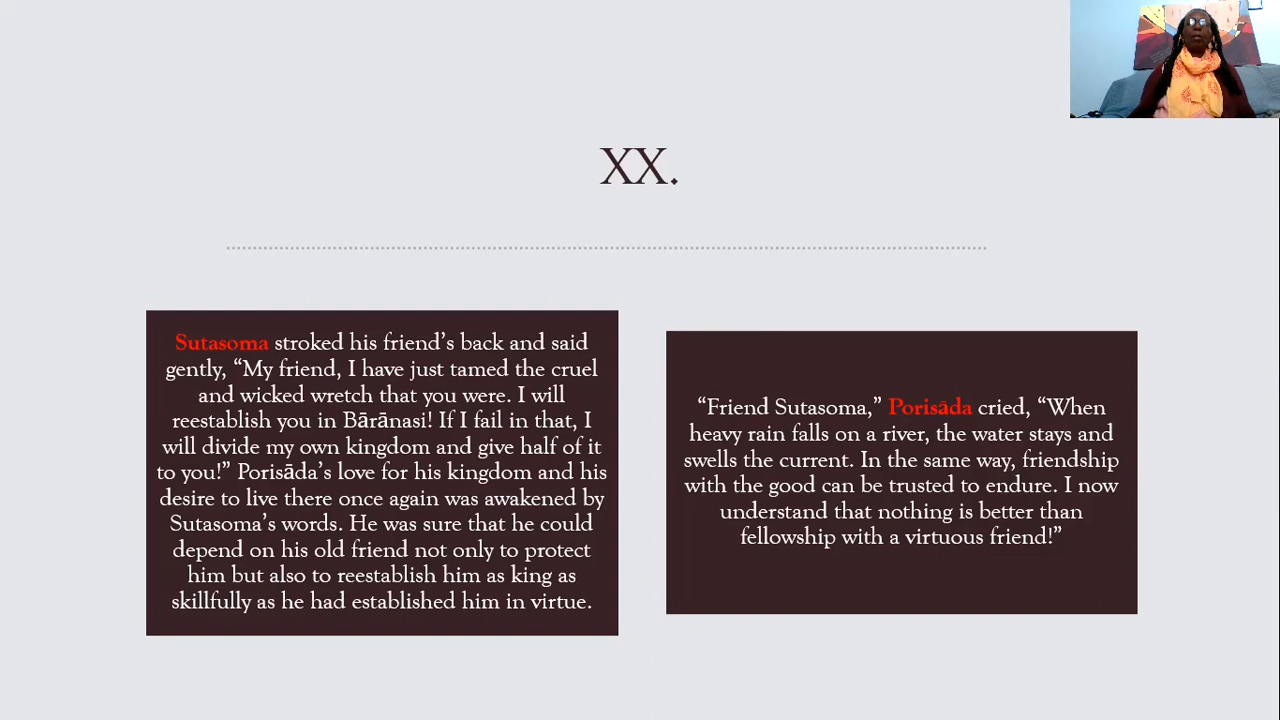 XX.
Sutasoma stroked his friend’s back and said
gently, “My friend, I have just tamed the cruel
and wicked wretch that you were. I will
reestablish you in Bārānasi! If I fail in that, I
will divide my own kingdom and give half of it
to you!” Porisāda’s love for his kingdom and his
desire to live there once again was awakened by
Sutasoma’s words. He was sure that he could
depend on his old friend not only to protect
him but also to reestablish him as king as
skillfully as he had established him in virtue.
“Friend Sutasoma,” Porisāda cried, “When
heavy rain falls on a river, the water stays and
swells the current. In the same way, friendship
with the good can be trusted to endure. I now
understand that nothing is better than
fellowship with a virtuous friend!”